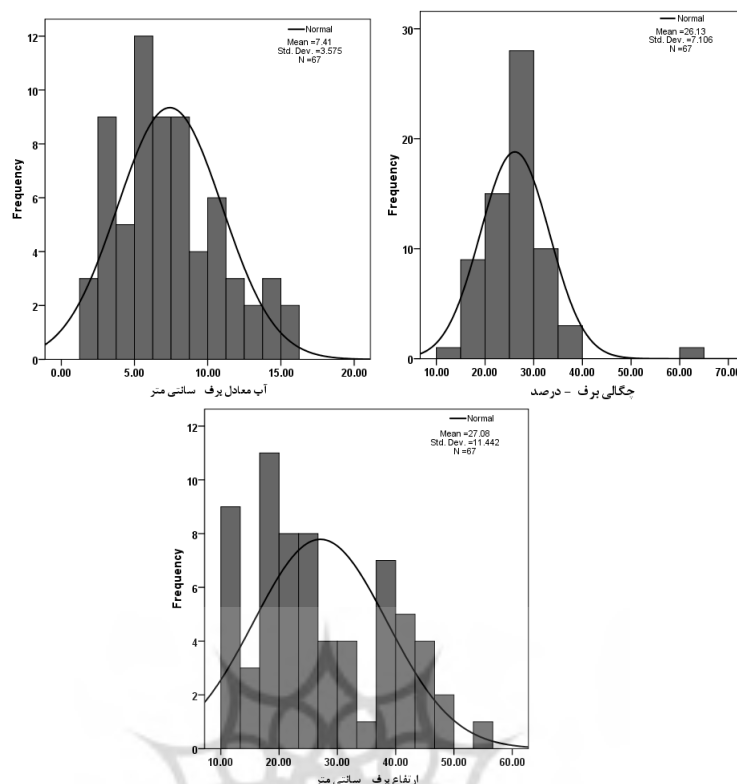 Normal
Mean =7.41
Std. Dev. =3.575
N =67
Frequency
12
10
8
6
4
2
0
0.00 5.00 10.00 15.00 20.00
آب معادل برف - سانتی متر
Normal
Mean =26.13
Std. Dev. =7.106
N =67
Frequency
30
20
10
0
10.00 20.00 30.00 40.00 50.00 60.00 70.00
چگالی برف - درصد
Normal
Mean =27.08
Std. Dev. =11.442
N =67
Frequency
12
10
8
6
4
2
0
10.00 20.00 30.00 40.00 50.00 60.00
ارتفاع برف - سانتی متر